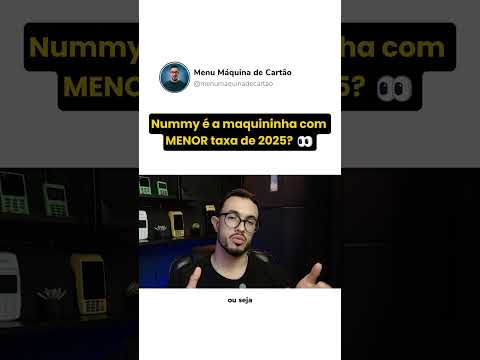 Nummy é a maquininha com
MENOR taxa de 2025? 👀
Menu Máquina de Cartão
@menumaquinadecartao
Nummy é a maquininha com
MENOR taxa de 2025? 👀
ou seja